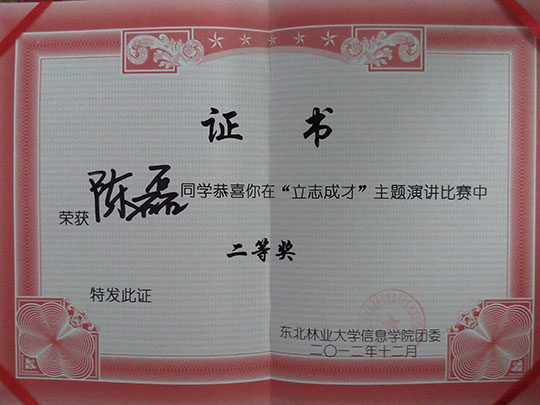 证书
陈磊同学恭喜你在“立志成才”主题演讲比赛中
荣获
二等奖
特发此证
东北林业大学信息学院团委
二〇一二年十二月